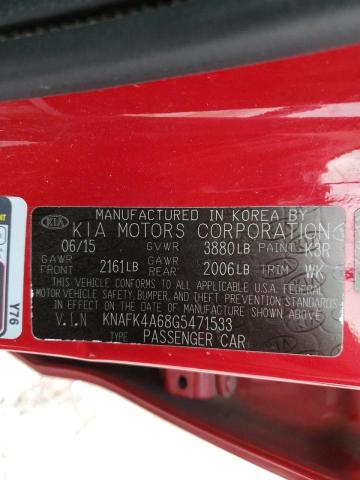 MANUFACTURED IN KOREA BY
KIA KIA MOTORS CORPORATION
06/15 GVWR 3880LB PAINT K3R
GAWR FRONT 2161LB GAWR REAR 2006LB TRIM WK
THIS VEHICLE CONFORMS TO ALL APPLICABLE U.S.A. FEDERAL
MOTOR VEHICLE SAFETY, BUMPER, AND THEFT PREVENTION
STANDARDS IN EFFECT ON THE DATE OF MANUFACTURE SHOWN ABOVE.
V.I.N KNAFK4A68G5471533
TYPE: PASSENGER CAR
Y76